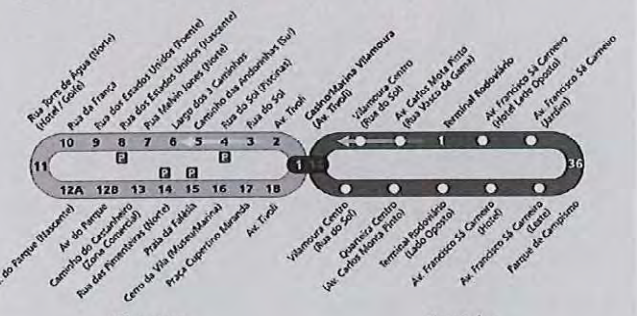 Rua Torre de Água (Norte)
(Hotel / Golfe)
Rua da França
Rua dos Estados Unidos (Poente)
Rua dos Estados Unidos (Nascente)
Rua Melvin Jones (Norte)
Largo dos 3 Caminhos
Caminho das Andorinhas (Sul)
Rua do Sol (Piscinas)
Rua do Sol
Av. Tivoli
Casino/Marina Vilamoura
(Av. Tivoli)
Vilamoura Centro
(Rua do Sol)
Av. Carlos Mota Pinto
(Rua Vasco de Gama)
Terminal Rodoviário
Av. Francisco Sá Carneiro
(Hotel Lado Oposto)
Av. Francisco Sá Carneiro
(Jardim)
10 9 8 7 6 5 4 3 2
1
P P
11
1
36
P P
12A 12B 13 14 15 16 17 18
do Parque (Nascente)
Av. do Parque
Caminho do Castanheiro
(Zona Comercial)
Rua das Pimenteiras (Norte)
Praia da Falésia
Cerro da Vila (Museu/Marina)
Praça Cupertino Miranda
Av. Tivoli
Vilamoura Centro
(Rua do Sol)
Quarteira Centro
(Av. Carlos Monta Pinto)
Terminal Rodoviário
(Lado Oposto)
Av. Francisco Sá Carneiro
(Hotel)
Av. Francisco Sá Carneiro
(Leste)
Parque de Campismo